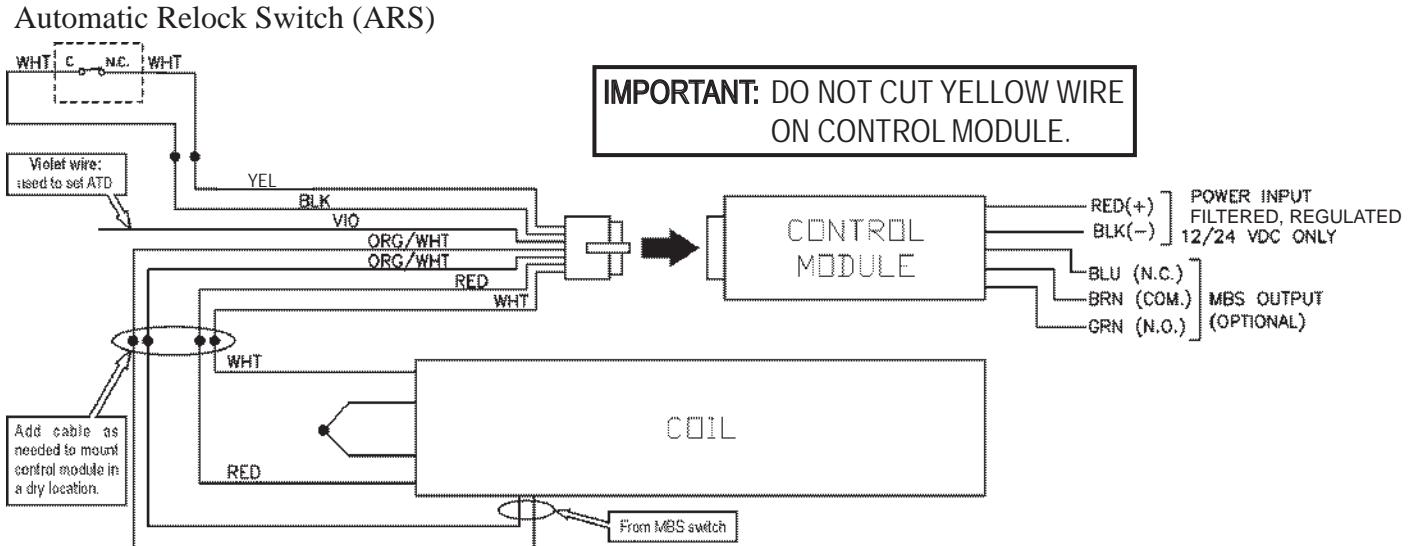 Automatic Relock Switch (ARS)
WHT C N.C. WHT
IMPORTANT: DO NOT CUT YELLOW WIRE
ON CONTROL MODULE.
Violet wire:
used to set ATD
YEL
BLK
VIO
ORG/WHT
ORG/WHT
RED
WHT
CONTROL
MODULE
RED(+)
BLK(-)
POWER INPUT
FILTERED, REGULATED
12/24 VDC ONLY
BLU (N.C.)
BRN (COM.)
GRN (N.O.)
MBS OUTPUT
(OPTIONAL)
WHT
COIL
Add cable as
needed to mount
control module in
a dry location.
RED
From MBS switch